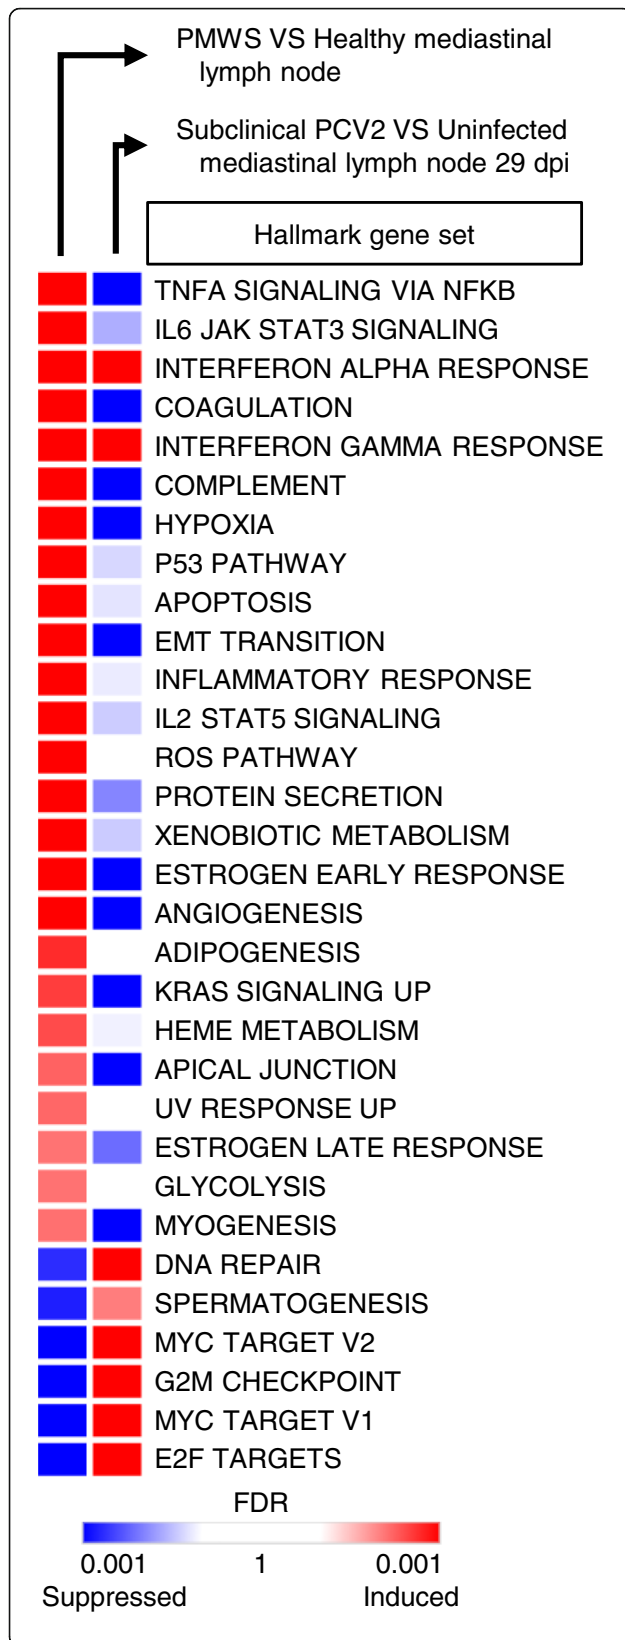 PMWS VS Healthy mediastinal
lymph node
Subclinical PCV2 VS Uninfected
mediastinal lymph node 29 dpi
Hallmark gene set
TNFA SIGNALING VIA NFKB
IL6 JAK STAT3 SIGNALING
INTERFERON ALPHA RESPONSE
COAGULATION
INTERFERON GAMMA RESPONSE
COMPLEMENT
HYPOXIA
P53 PATHWAY
APOPTOSIS
EMT TRANSITION
INFLAMMATORY RESPONSE
IL2 STAT5 SIGNALING
ROS PATHWAY
PROTEIN SECRETION
XENOBIOTIC METABOLISM
ESTROGEN EARLY RESPONSE
ANGIOGENESIS
ADIPOGENESIS
KRAS SIGNALING UP
HEME METABOLISM
APICAL JUNCTION
UV RESPONSE UP
ESTROGEN LATE RESPONSE
GLYCOLYSIS
MYOGENESIS
DNA REPAIR
SPERMATOGENESIS
MYC TARGET V2
G2M CHECKPOINT
MYC TARGET V1
E2F TARGETS
FDR
0.001 1 0.001
Suppressed Induced